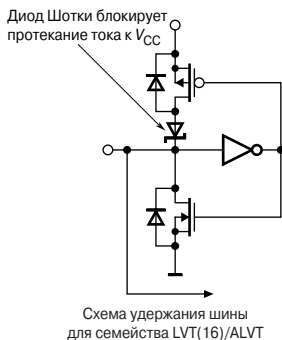 Диод Шотки блокирует
протекание тока к VCC
Схема удержания шины
для семейства LVT(16)/ALVT